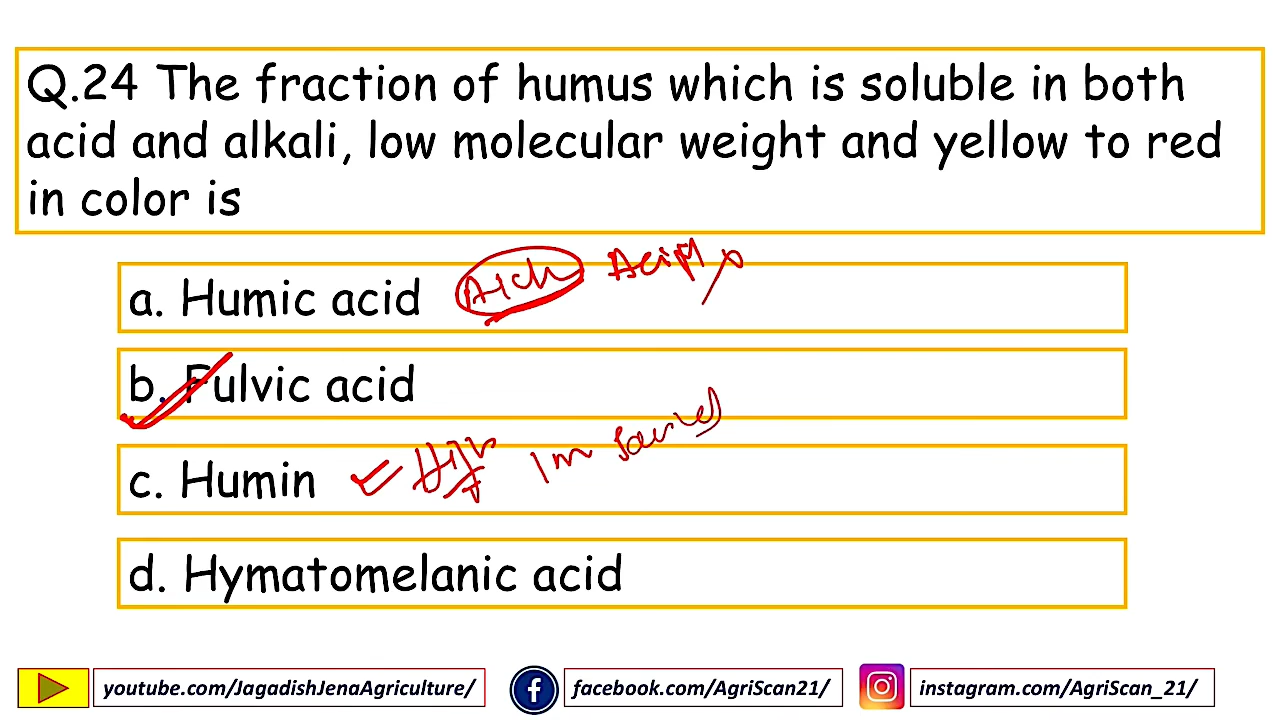 Q.24 The fraction of humus which is soluble in both
acid and alkali, low molecular weight and yellow to red
in color is
a. Humic acid
b. Fulvic acid
c. Humin
d. Hymatomelanic acid
youtube.com/JagadishJenaAgriculture/
facebook.com/AgriScan21/
instagram.com/AgriScan_21/